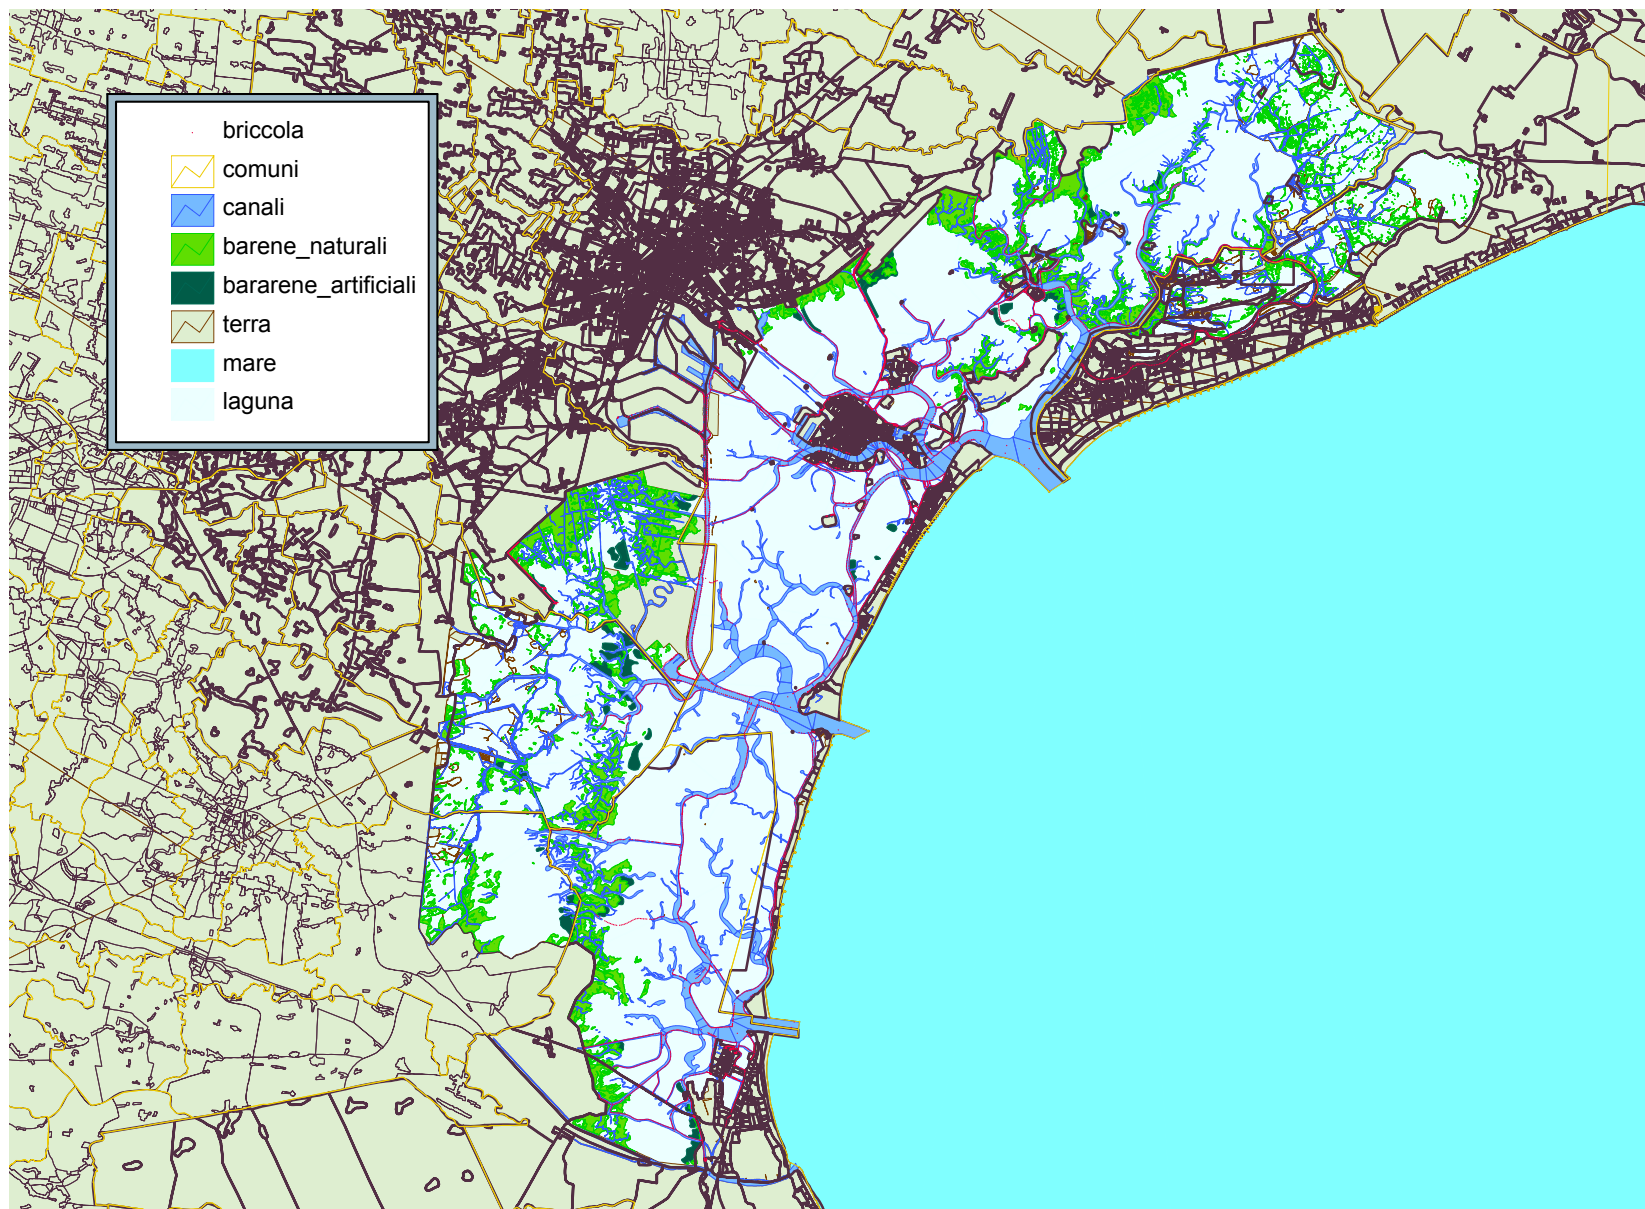 briccola
comuni
canali
barene_naturali
bararene_artificiali
terra
mare
laguna